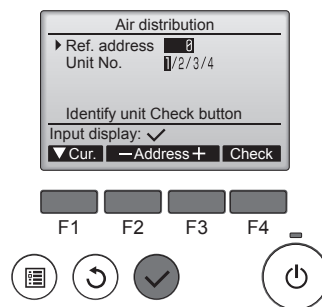 Air distribution
Ref. address 0
Unit No. 1/2/3/4
Identify unit Check button
Input display: ✓
▼ Cur. −Address+ Check
F1 F2 F3 F4